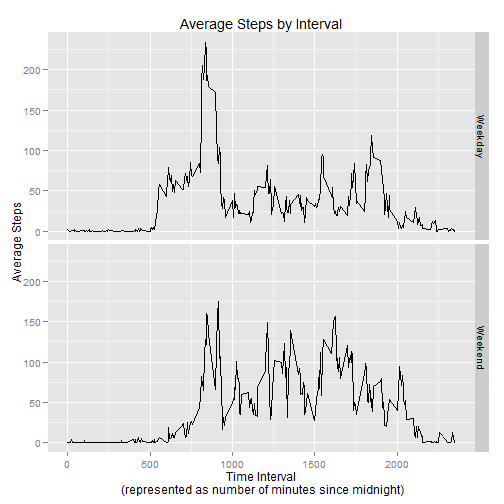 Average Steps by Interval
Average Steps
200
150
100
50
0
Weekday
200
150
100
50
0
Weekend
0
500
1000
1500
2000
Time Interval
(represented as number of minutes since midnight)